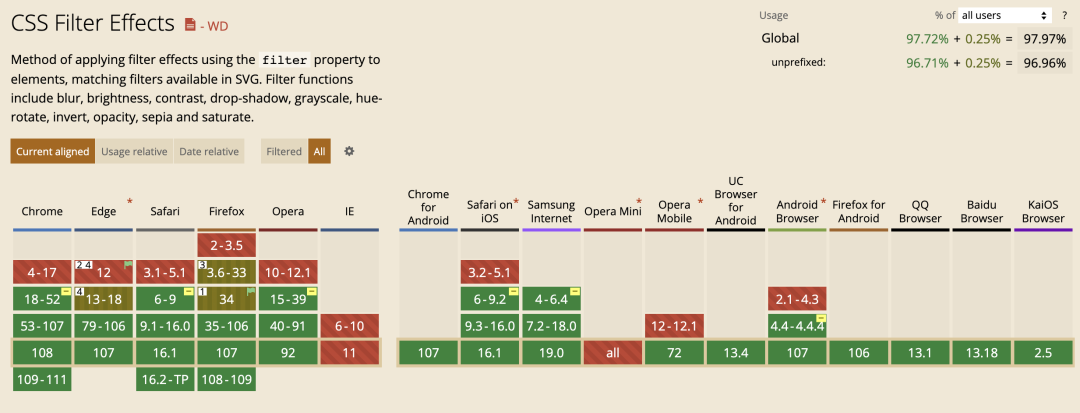 CSS Filter Effects - WD
Usage % of all users ?
Global 97.72% + 0.25% = 97.97%
unprefixed: 96.71% + 0.25% = 96.96%
Method of applying filter effects using the filter property to
elements, matching filters available in SVG. Filter functions
include blur, brightness, contrast, drop-shadow, grayscale, hue-
rotate, invert, opacity, sepia and saturate.
Current aligned Usage relative Date relative Filtered All
Chrome
4-17
18-52
53-107
108
109-111
Edge *
2 4
12
4
13-18
79-106
107
Safari
3.1-5.1
6-9
9.1-16.0
16.1
16.2-TP
Firefox
2-3.5
3
3.6-33
1
34
35-106
107
108-109
Opera
10-12.1
15-39
40-91
92
IE
6-10
11
Chrome
for
Android
107
Safari on *
iOS
3.2-5.1
6-9.2
9.3-16.0
16.1
Samsung
Internet
4-6.4
7.2-18.0
19.0
Opera Mini *
all
Opera *
Mobile
12-12.1
72
UC
Browser
for
Android
13.4
Android *
Browser
2.1-4.3
4.4-4.4.4
107
Firefox for
Android
106
QQ
Browser
13.1
Baidu
Browser
13.18
KaiOS
Browser
2.5